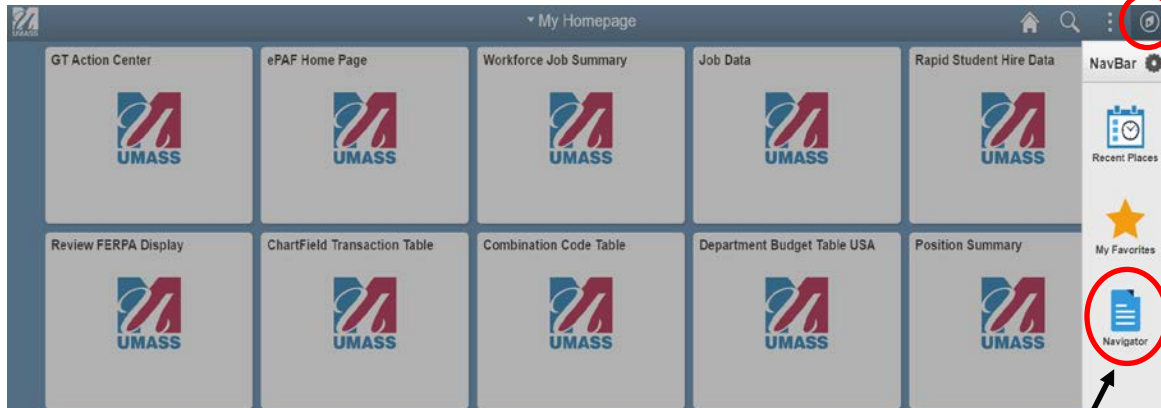 UMASS
My Homepage
NavBar
GT Action Center
ePAF Home Page
Workforce Job Summary
Job Data
Rapid Student Hire Data
UMASS
UMASS
UMASS
UMASS
UMASS
Recent Places
My Favorites
Review FERPA Display
ChartField Transaction Table
Combination Code Table
Department Budget Table USA
Position Summary
UMASS
UMASS
UMASS
UMASS
UMASS
Navigator